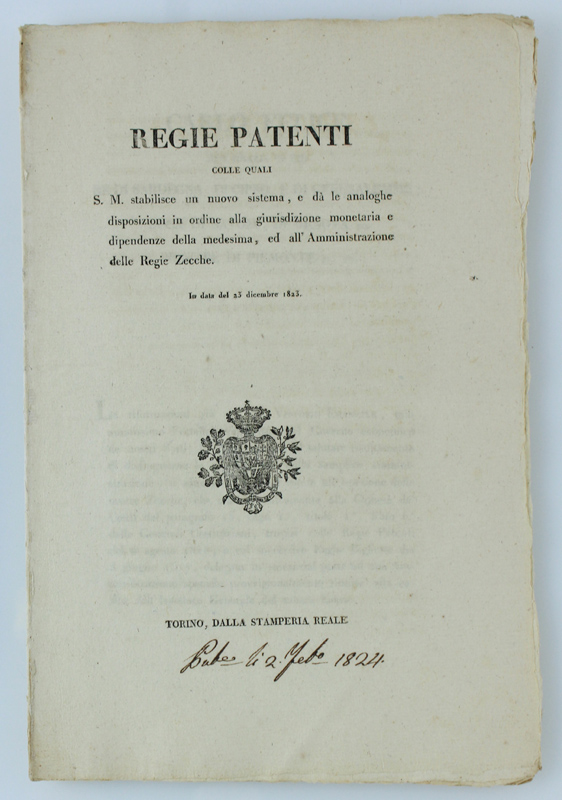 REGIE PATENTI
COLLE QUALI
S. M. stabilisce un nuovo sistema, e dà le analoghe
disposizioni in ordine alla giurisdizione monetaria e
dipendenze della medesima, ed all'Amministrazione
delle Regie Zecche.
In data del 23 dicembre 1823.
TORINO, DALLA STAMPERIA REALE
li 2. Feb.o 1824.